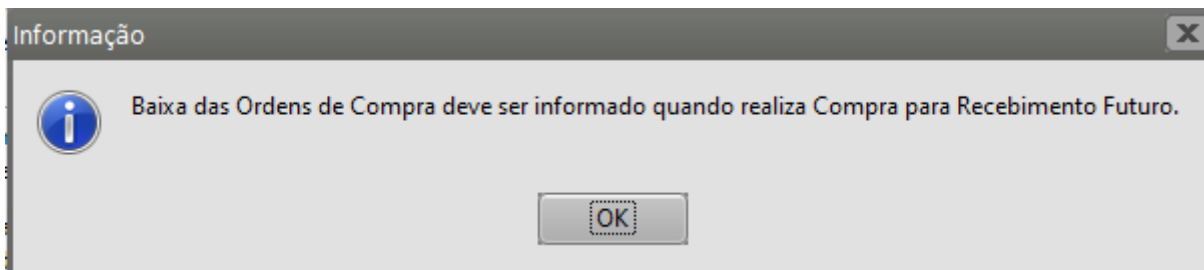 Informação
Baixa das Ordens de Compra deve ser informado quando realiza Compra para Recebimento Futuro.
OK